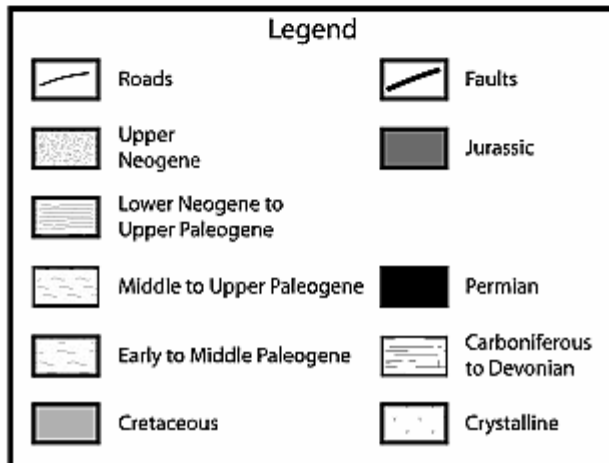 Legend
Roads
Faults
Upper
Neogene
Jurassic
Lower Neogene to
Upper Paleogene
Middle to Upper Paleogene
Permian
Early to Middle Paleogene
Carboniferous
to Devonian
Cretaceous
Crystalline